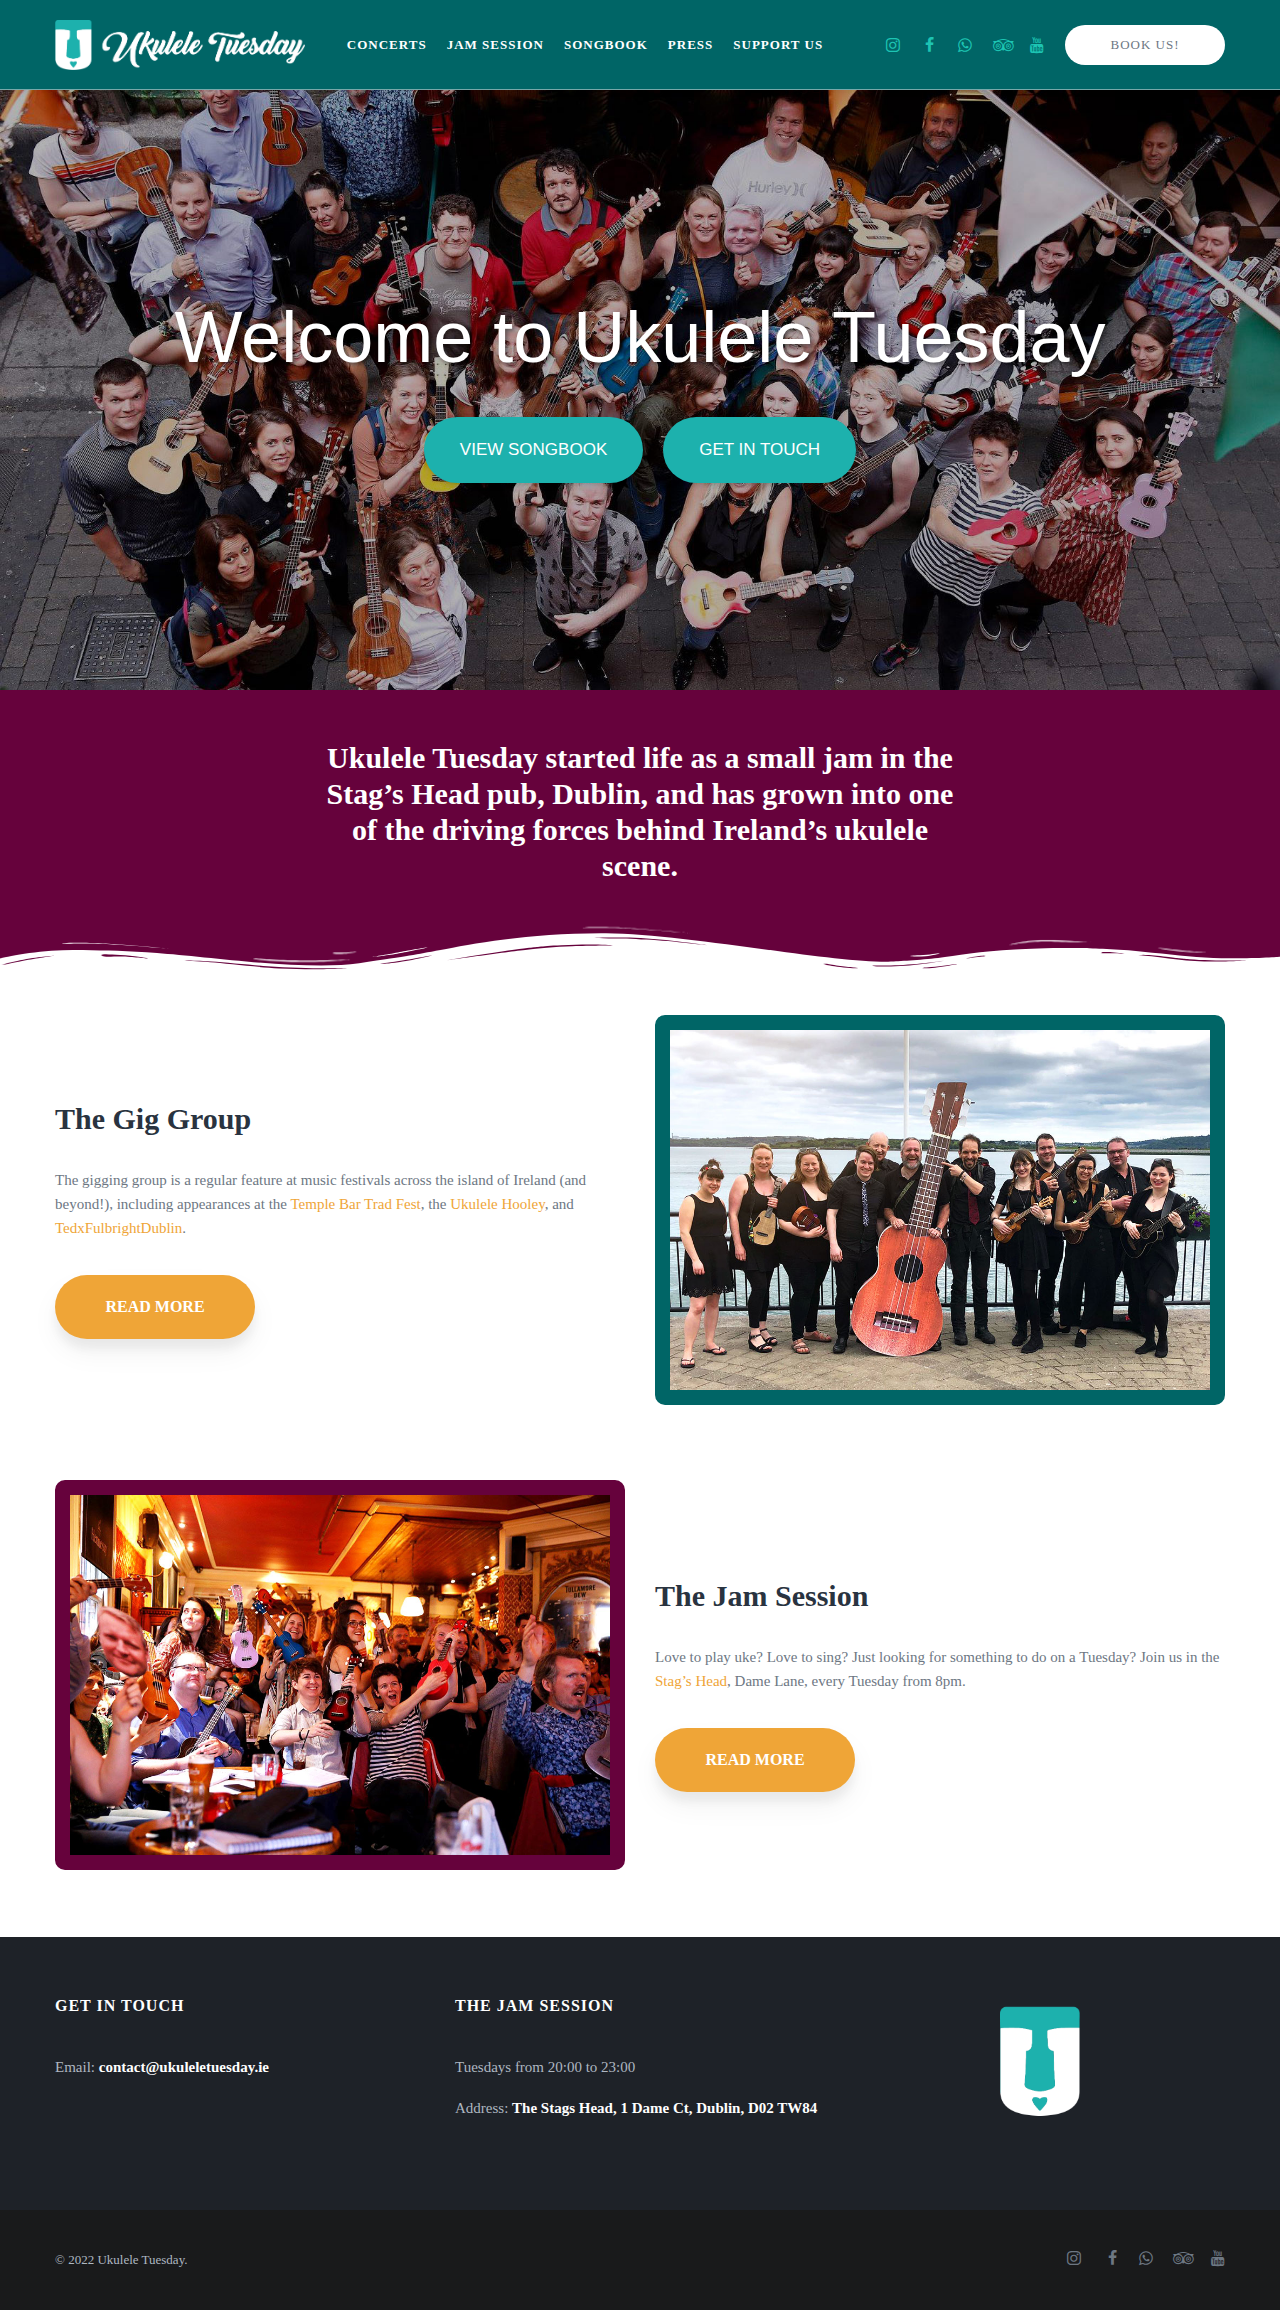 Ukulele Tuesday
CONCERTS JAM SESSION SONGBOOK PRESS SUPPORT US
BOOK US!
Hurley
Welcome to Ukulele Tuesday
VIEW SONGBOOK
GET IN TOUCH
Ukulele Tuesday started life as a small jam in the
Stag’s Head pub, Dublin, and has grown into one
of the driving forces behind Ireland’s ukulele
scene.
The Gig Group
The gigging group is a regular feature at music festivals across the island of Ireland (and
beyond!), including appearances at the Temple Bar Trad Fest, the Ukulele Hooley, and
TedxFulbrightDublin.
READ MORE
TULLAMORE
DEW
The Jam Session
Love to play uke? Love to sing? Just looking for something to do on a Tuesday? Join us in the
Stag’s Head, Dame Lane, every Tuesday from 8pm.
READ MORE
GET IN TOUCH
Email: contact@ukuleletuesday.ie
THE JAM SESSION
Tuesdays from 20:00 to 23:00
Address: The Stags Head, 1 Dame Ct, Dublin, D02 TW84
© 2022 Ukulele Tuesday.